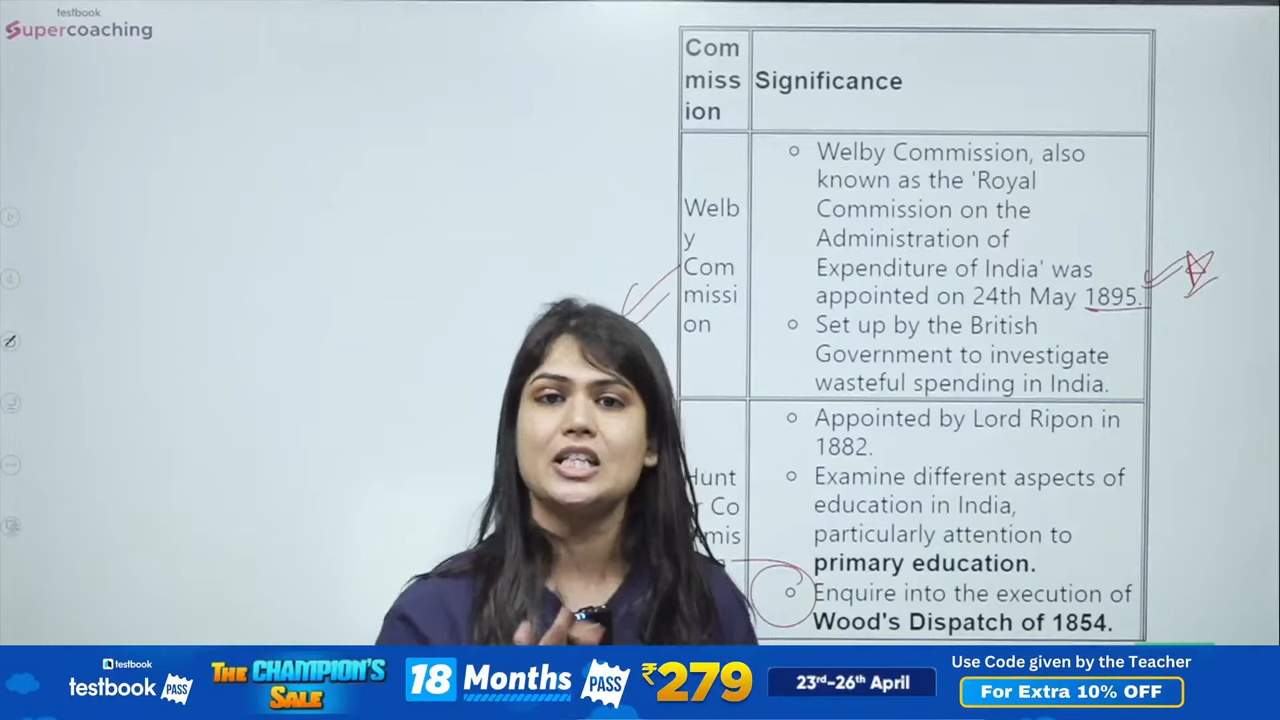 testbook
Supercoaching
Com
miss
ion
Significance
Welb
y
Com
missi
on
Welby Commission, also
known as the 'Royal
Commission on the
Administration of
Expenditure of India' was
appointed on 24th May 1895.
Set up by the British
Government to investigate
wasteful spending in India.
Hunt
r Co
mis
Appointed by Lord Ripon in
1882.
Examine different aspects of
education in India,
particularly attention to
primary education.
Enquire into the execution of
Wood's Dispatch of 1854.
testbook
testbook PASS
THE CHAMPION'S
SALE
18 Months PASS ₹279
23rd-26th April
Use Code given by the Teacher
For Extra 10% OFF